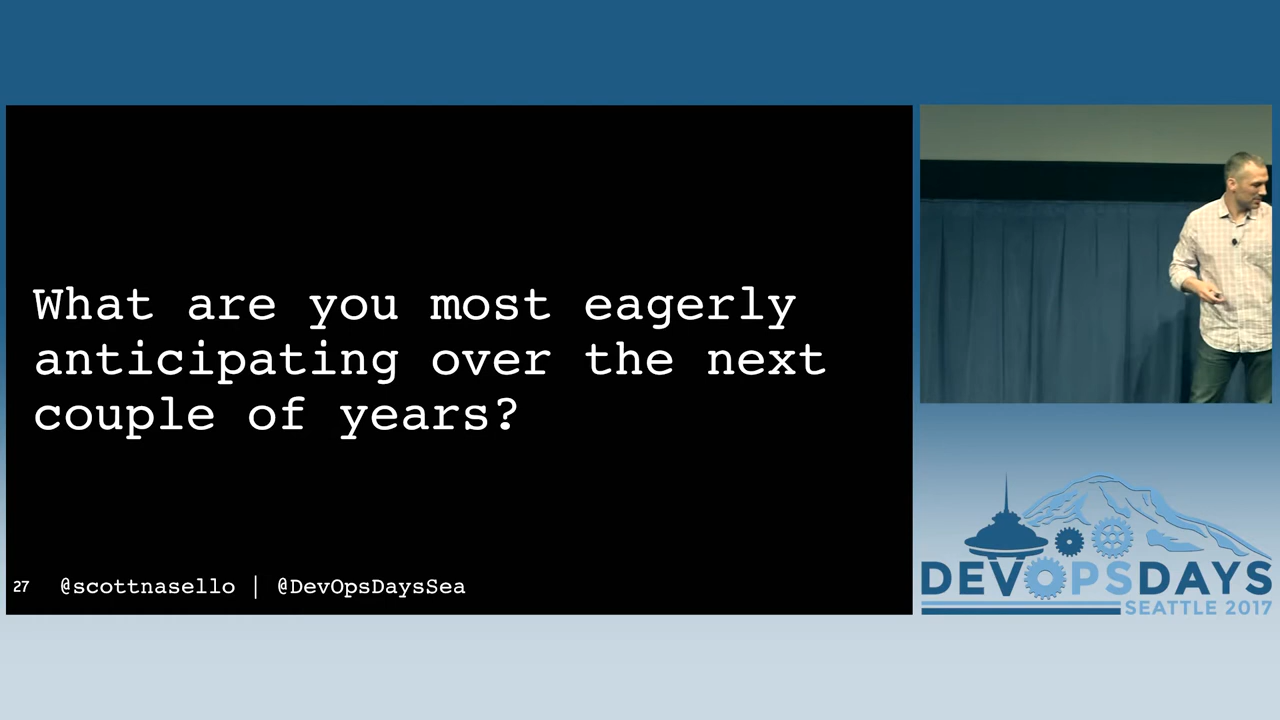 What are you most eagerly
anticipating over the next
couple of years?
27 @scottnasello | @DevOpsDaysSea
DEVOPSDAYS
SEATTLE 2017